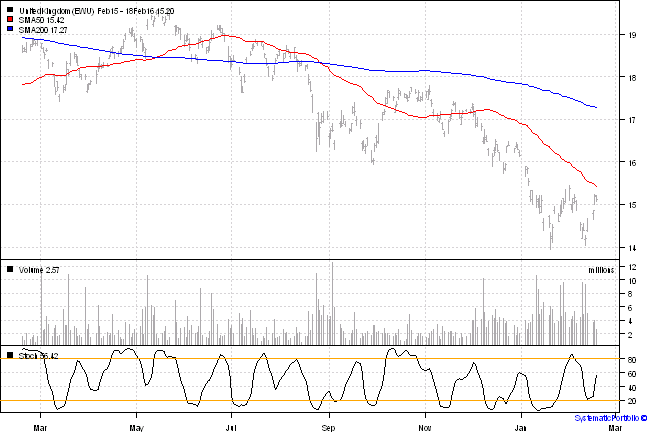 UnitedKingdom (EWU) Feb15 - 18Feb16 15.20
SMA50 15.42
SMA200 17.27
19
18
17
16
15
14
Volume 2.57
millions
12
10
8
6
4
2
Stoch 56.42
80
60
40
20
Mar May Jul Sep Nov Jan Mar
SystematicPortfolio ©